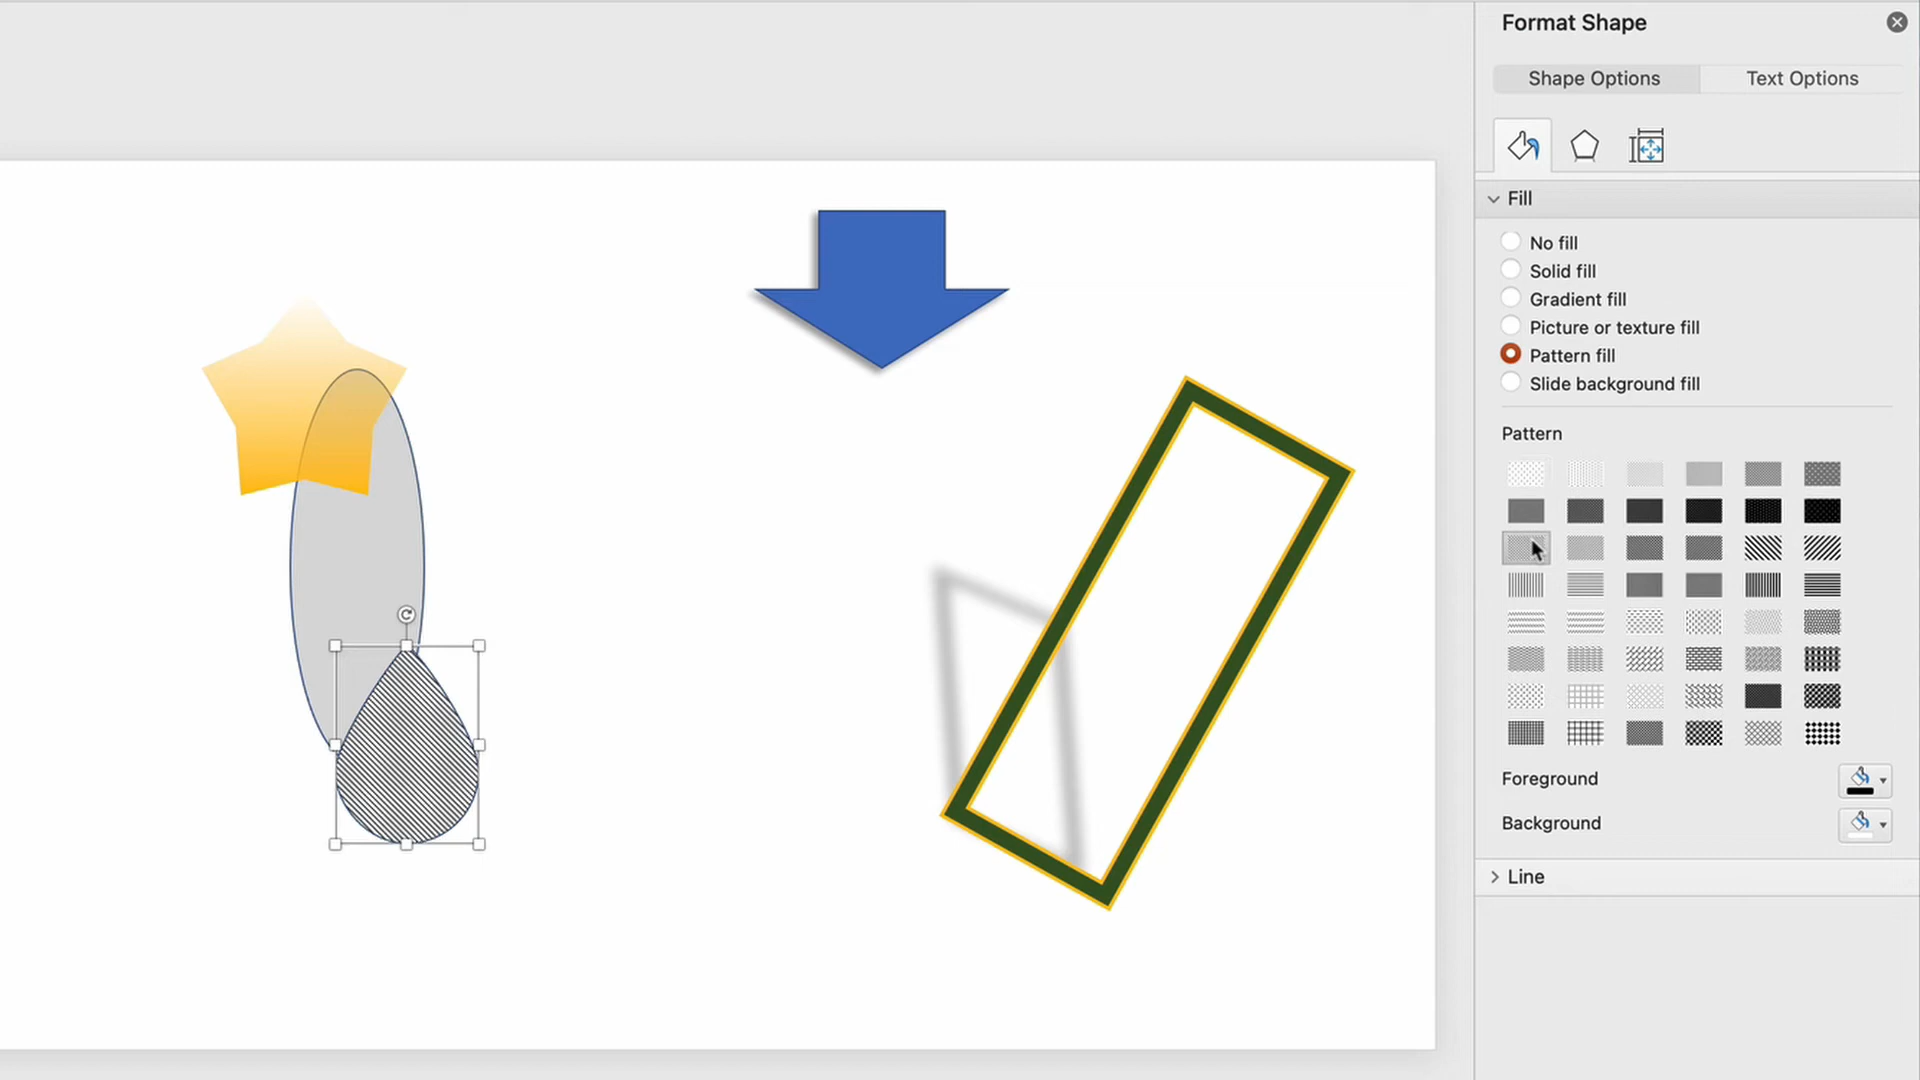 Format Shape
Shape Options
Text Options
Fill
No fill
Solid fill
Gradient fill
Picture or texture fill
Pattern fill
Slide background fill
Pattern
Foreground
Background
Line